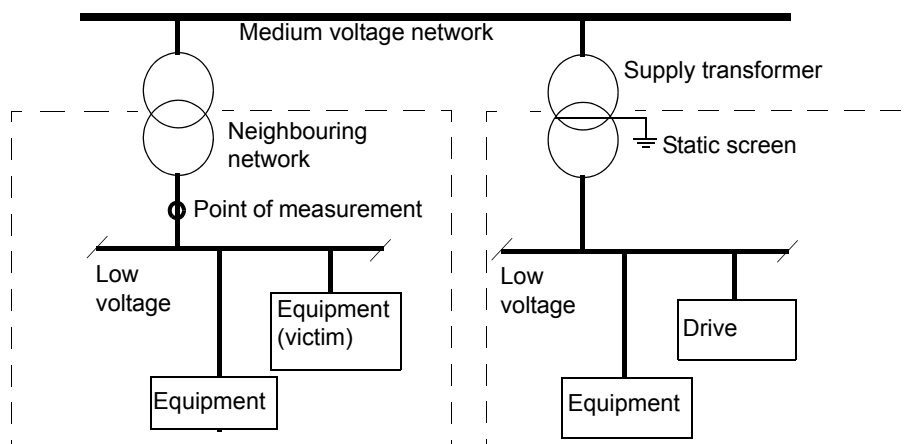 Medium voltage network
Supply transformer
Neighbouring
network
Static screen
Point of measurement
Low
voltage
Equipment
(victim)
Equipment
Low
voltage
Drive
Equipment